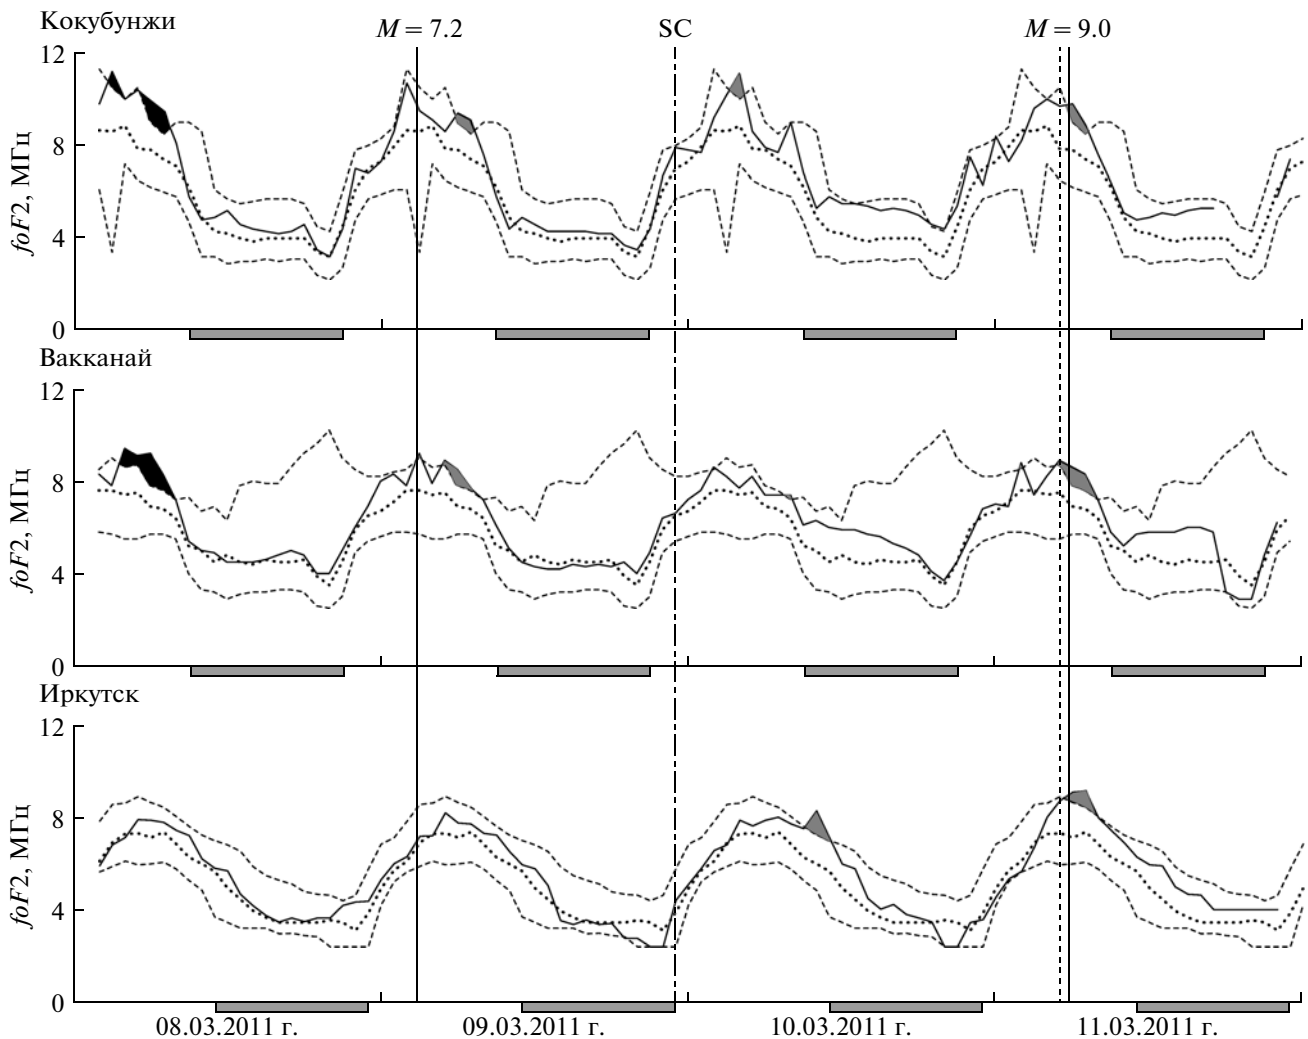 Кокубунжи
M = 7.2
SC
M = 9.0
12
8
4
0
foF2, МГц
Вакканай
12
8
4
0
foF2, МГц
Иркутск
12
8
4
0
foF2, МГц
08.03.2011 г.
09.03.2011 г.
10.03.2011 г.
11.03.2011 г.